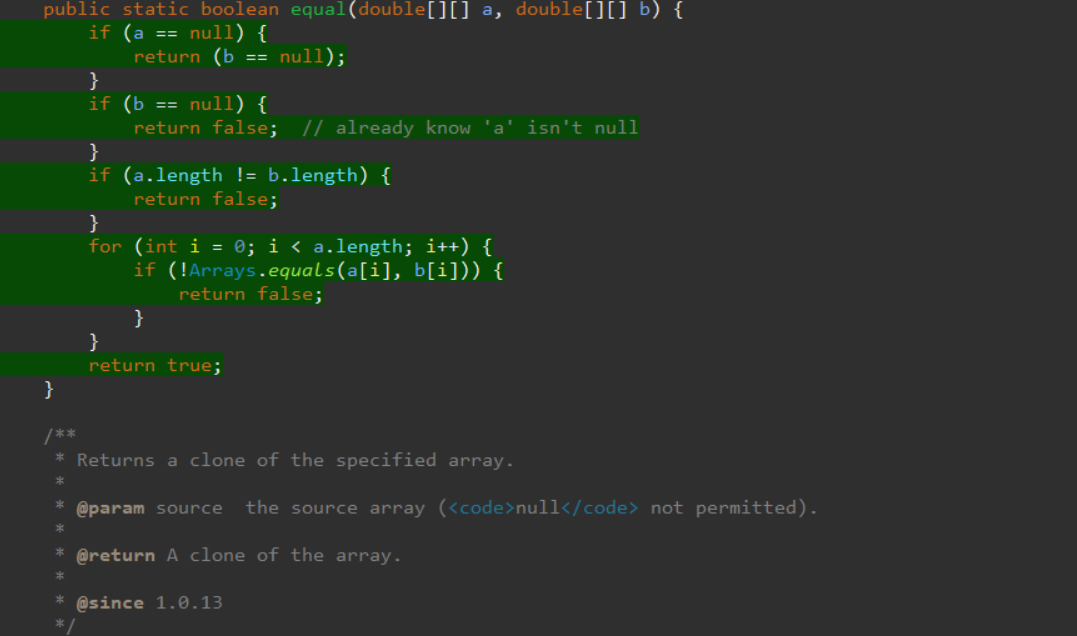 public static boolean equal(double[][] a, double[][] b) {
if (a == null) {
return (b == null);
}
if (b == null) {
return false;  // already know 'a' isn't null
}
if (a.length != b.length) {
return false;
}
for (int i = 0; i < a.length; i++) {
if (!Arrays.equals(a[i], b[i])) {
return false;
}
}
return true;
}
/**
* Returns a clone of the specified array.
*
* @param source  the source array (<code>null</code> not permitted).
*
* @return A clone of the array.
*
* @since 1.0.13
*/